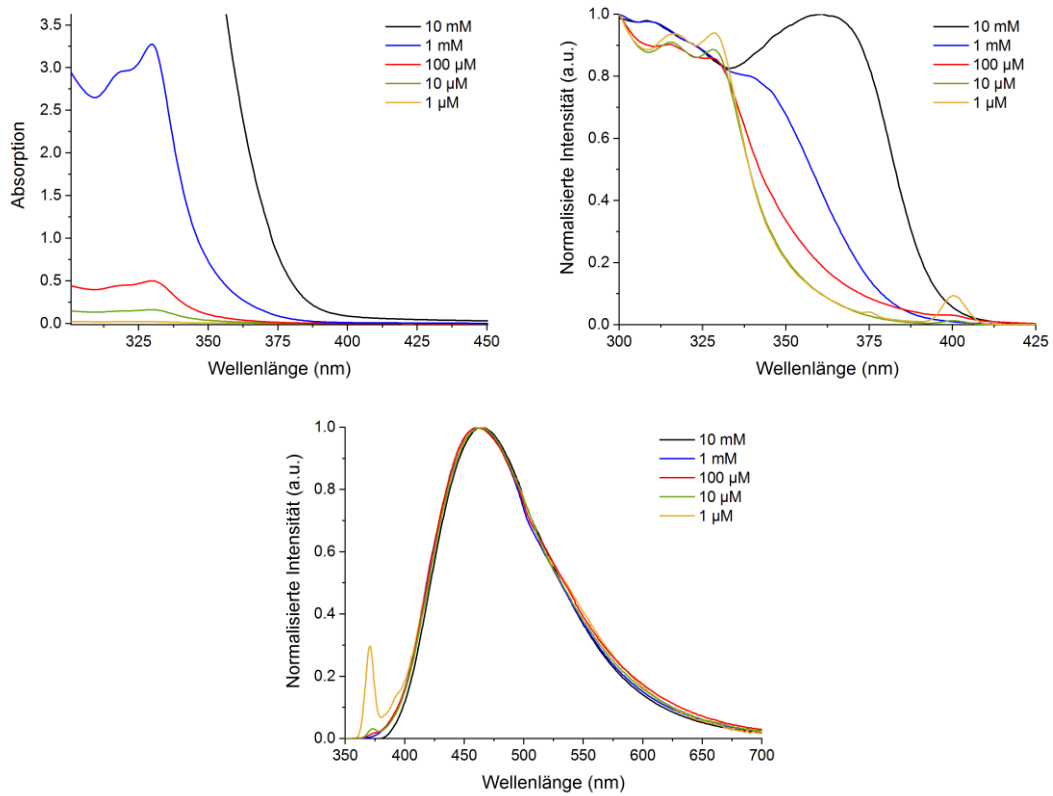 3.5
3.0
2.5
2.0
1.5
1.0
0.5
0.0
Absorption
10 mM
1 mM
100 µM
10 µM
1 µM
325 350 375 400 425 450
Wellenlänge (nm)
1.0
0.8
0.6
0.4
0.2
0.0
Normalisierte Intensität (a.u.)
10 mM
1 mM
100 µM
10 µM
1 µM
300 325 350 375 400 425
Wellenlänge (nm)
1.0
0.8
0.6
0.4
0.2
0.0
Normalisierte Intensität (a.u.)
10 mM
1 mM
100 µM
10 µM
1 µM
350 400 450 500 550 600 650 700
Wellenlänge (nm)